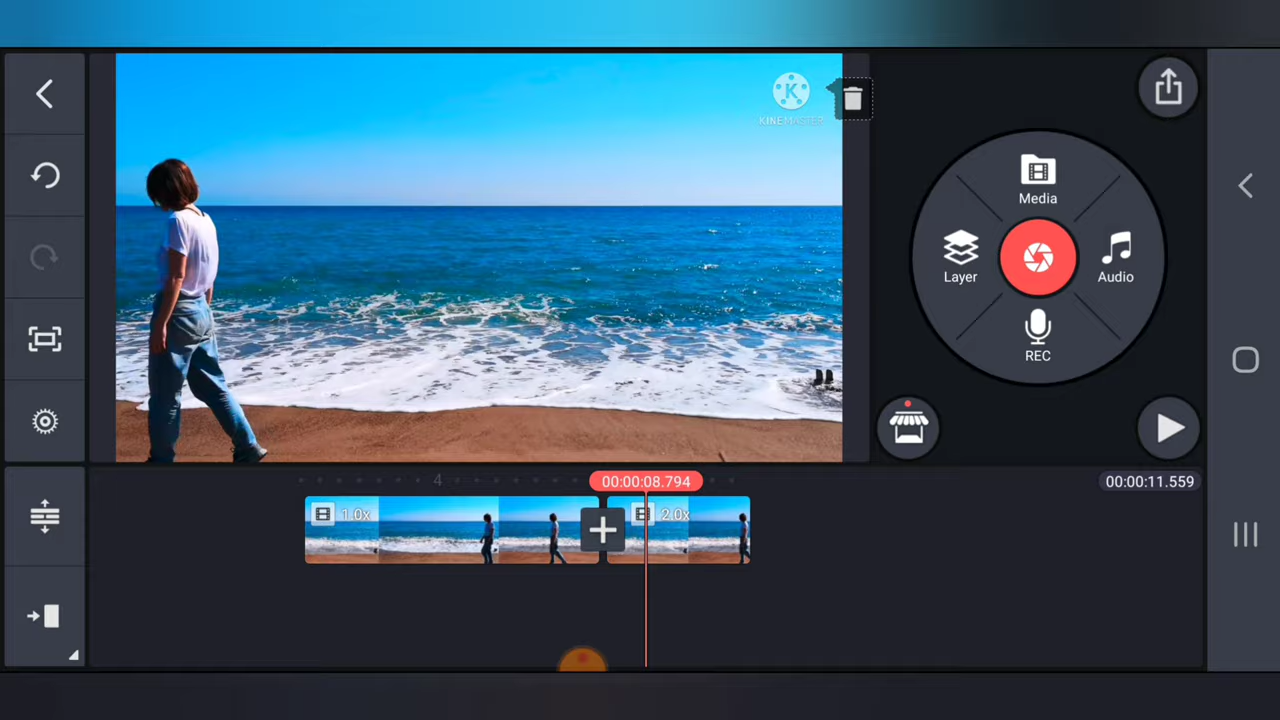 K
KINEMASTER
Media
Layer
Audio
REC
4
00:00:08.794
00:00:11.559
1.0x
2.0x